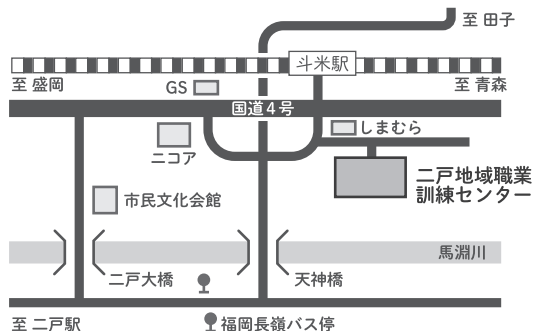 至 田子
斗米駅
至 盛岡
至 青森
GS
国道4号
しまむら
ニコア
二戸地域職業
訓練センター
市民文化会館
馬淵川
二戸大橋
天神橋
至 二戸駅
福岡長嶺バス停